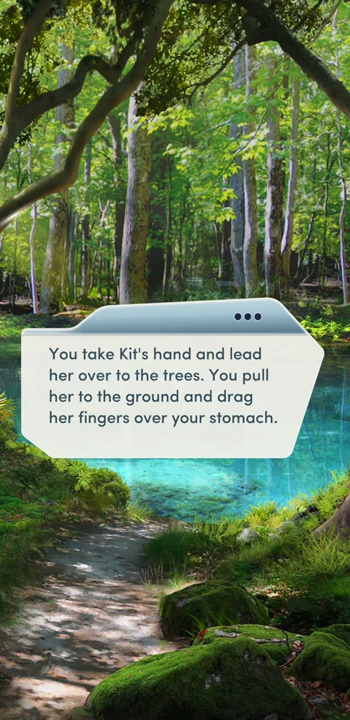 You take Kit's hand and lead
her over to the trees. You pull
her to the ground and drag
her fingers over your stomach.